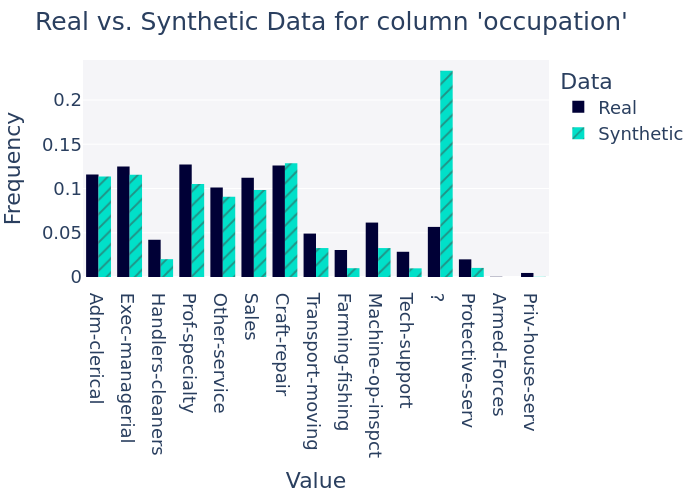 Real vs. Synthetic Data for column 'occupation'
Data
Real
Synthetic
Frequency
0.2
0.15
0.1
0.05
0
Adm-clerical
Exec-managerial
Handlers-cleaners
Prof-specialty
Other-service
Sales
Craft-repair
Transport-moving
Farming-fishing
Machine-op-inspct
Tech-support
?
Protective-serv
Armed-Forces
Priv-house-serv
Value